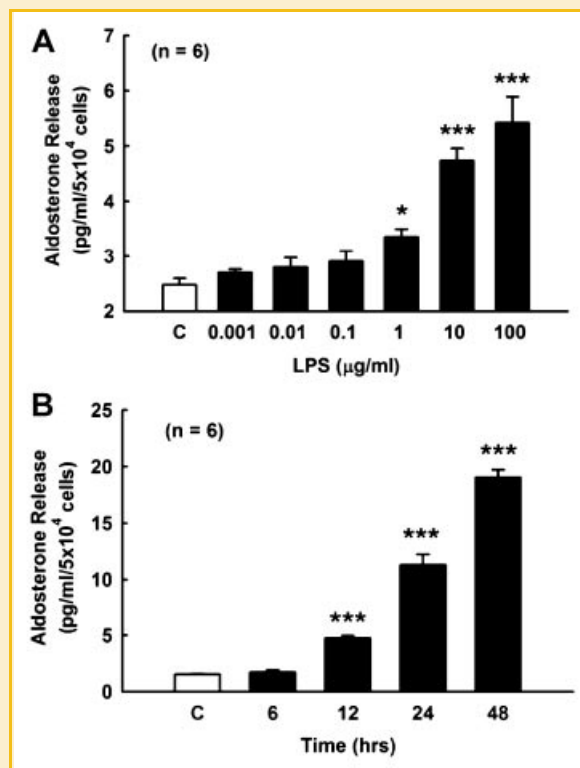 A
(n = 6)
Aldosterone Release
(pg/ml/5x10⁴ cells)
7
6
5
4
3
2
*
***
***
C 0.001 0.01 0.1 1 10 100
LPS (μg/ml)
B
(n = 6)
Aldosterone Release
(pg/ml/5x10⁴ cells)
25
20
15
10
5
0
***
***
***
C 6 12 24 48
Time (hrs)